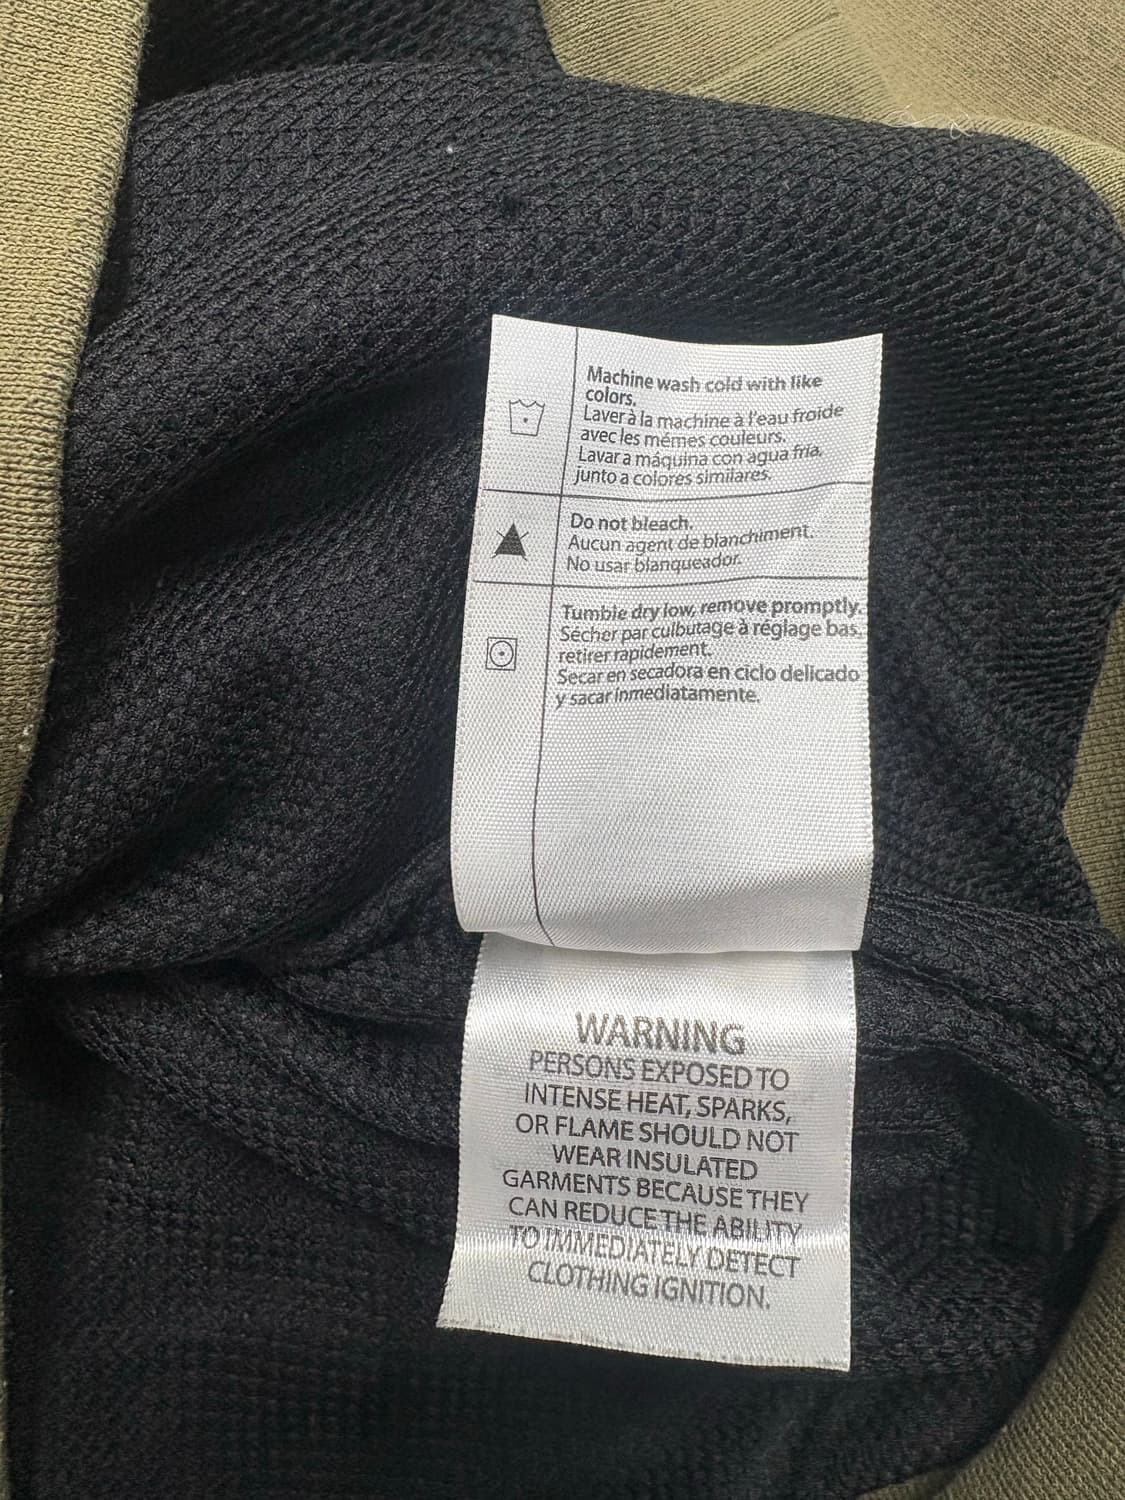 Machine wash cold with like
colors.
Laver à la machine à l'eau froide
avec les mémes couleurs.
Lavar a máquina con agua fria,
junto a colores similares.
Do not bleach.
Aucun agent de blanchiment.
No usar blanqueador.
Tumble dry low, remove promptly.
Sécher par culbutage à réglage bas,
retirer rapidement.
Secar en secadora en ciclo delicado
y sacar inmediatamente.
WARNING
PERSONS EXPOSED TO
INTENSE HEAT, SPARKS,
OR FLAME SHOULD NOT
WEAR INSULATED
GARMENTS BECAUSE THEY
CAN REDUCE THE ABILITY
TO IMMEDIATELY DETECT
CLOTHING IGNITION.